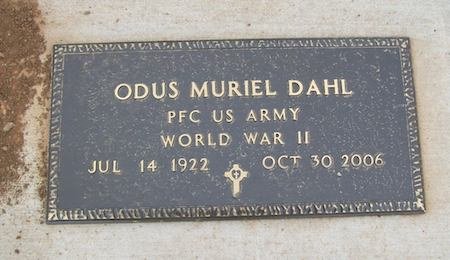 ODUS MURIEL DAHL
PFC US ARMY
WORLD WAR II
JUL 14 1922 OCT 30 2006